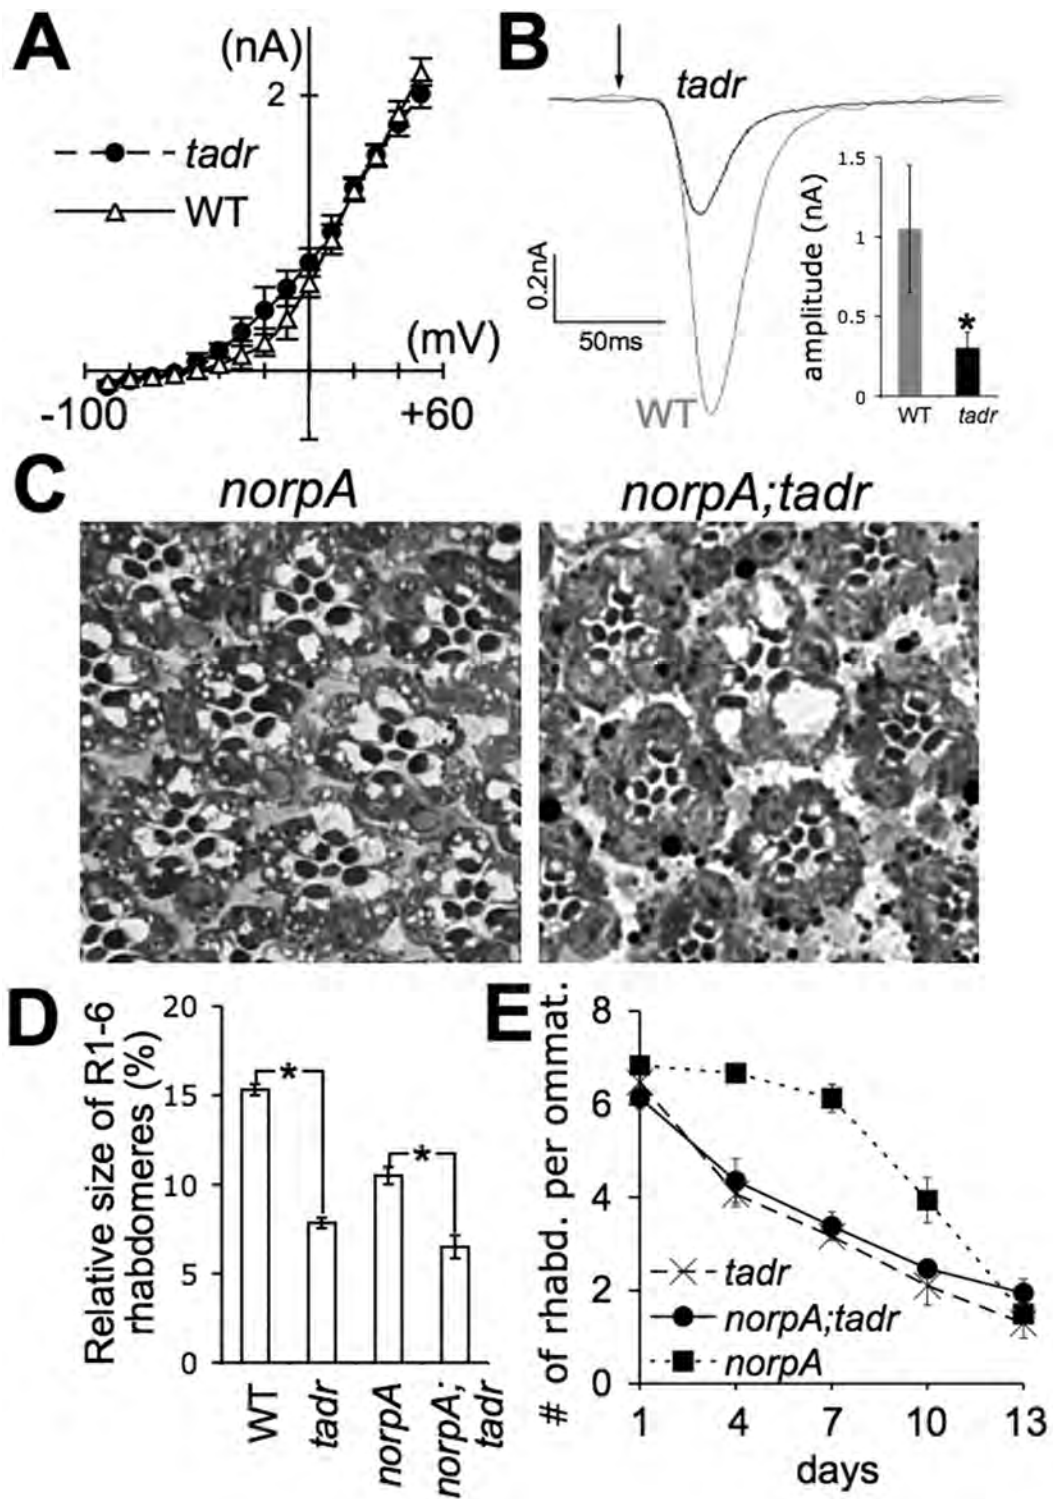 A
(nA)
2
tadr
WT
(mV)
-100
+60
B
tadr
0.2nA
50ms
WT
amplitude (nA)
1.5
1
0.5
0
*
WT
tadr
C
norpA
norpA;tadr
D
Relative size of R1-6
rhabdomeres (%)
20
15
10
5
0
*
*
WT
tadr
norpA
norpA;
tadr
E
# of rhabd. per ommat.
8
6
4
2
0
tadr
norpA;tadr
norpA
1 4 7 10 13
days